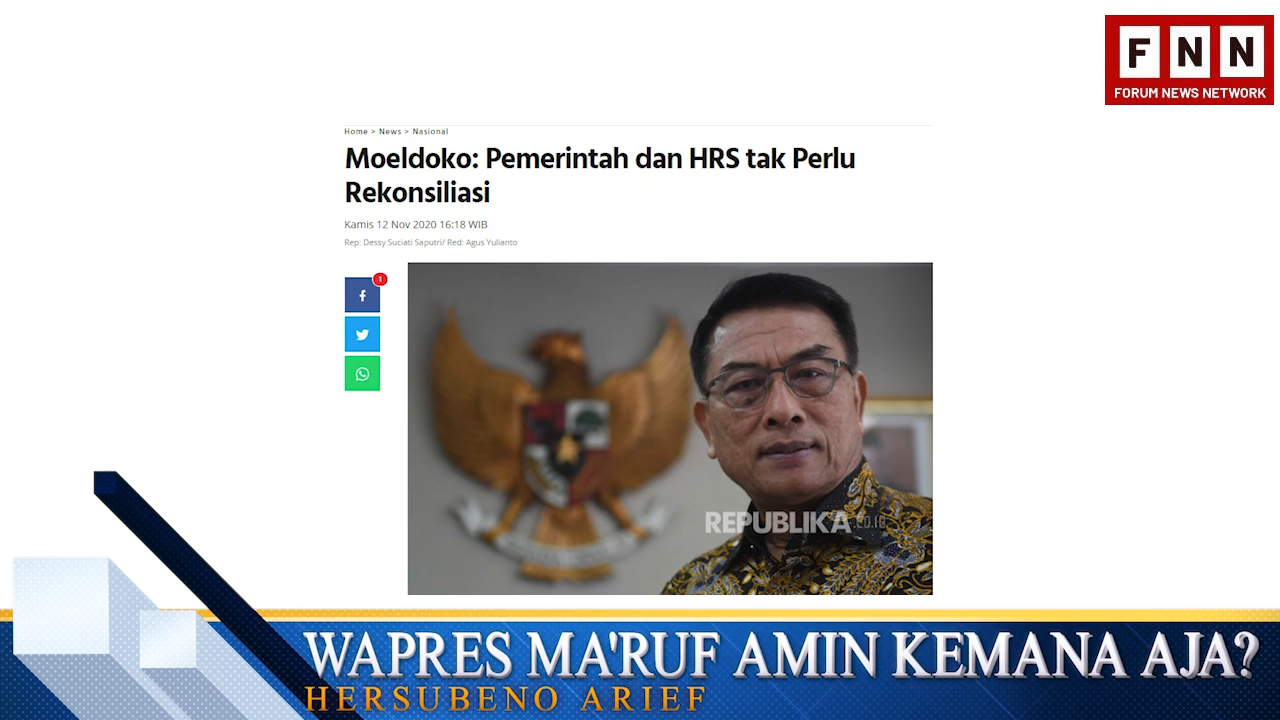 FNN
FORUM NEWS NETWORK
Home > News > Nasional
Moeldoko: Pemerintah dan HRS tak Perlu
Rekonsiliasi
Kamis 12 Nov 2020 16:18 WIB
Rep: Dessy Suciati Saputri/ Red: Agus Yulianto
1
REPUBLIKA.co.id
WAPRES MA'RUF AMIN KEMANA AJA?
HERSUBENO ARIEF